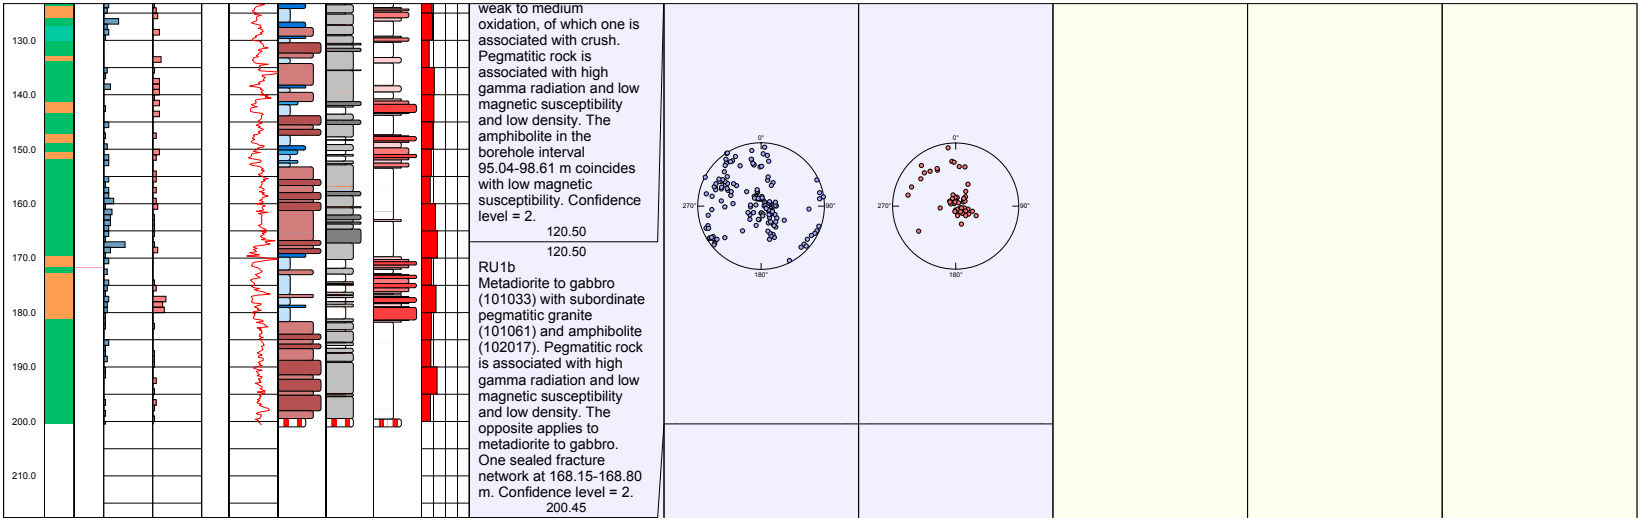 130.0
140.0
150.0
160.0
170.0
180.0
190.0
200.0
210.0
weak to medium
oxidation, of which one is
associated with crush.
Pegmatitic rock is
associated with high
gamma radiation and low
magnetic susceptibility
and low density. The
amphibolite in the
borehole interval
95.04-98.61 m coincides
with low magnetic
susceptibility. Confidence
level = 2.
120.50
120.50
RU1b
Metadiorite to gabbro
(101033) with subordinate
pegmatitic granite
(101061) and amphibolite
(102017). Pegmatitic rock
is associated with high
gamma radiation and low
magnetic susceptibility
and low density. The
opposite applies to
metadiorite to gabbro.
One sealed fracture
network at 168.15-168.80
m. Confidence level = 2.
200.45
0°
270°
90°
180°
0°
270°
90°
180°